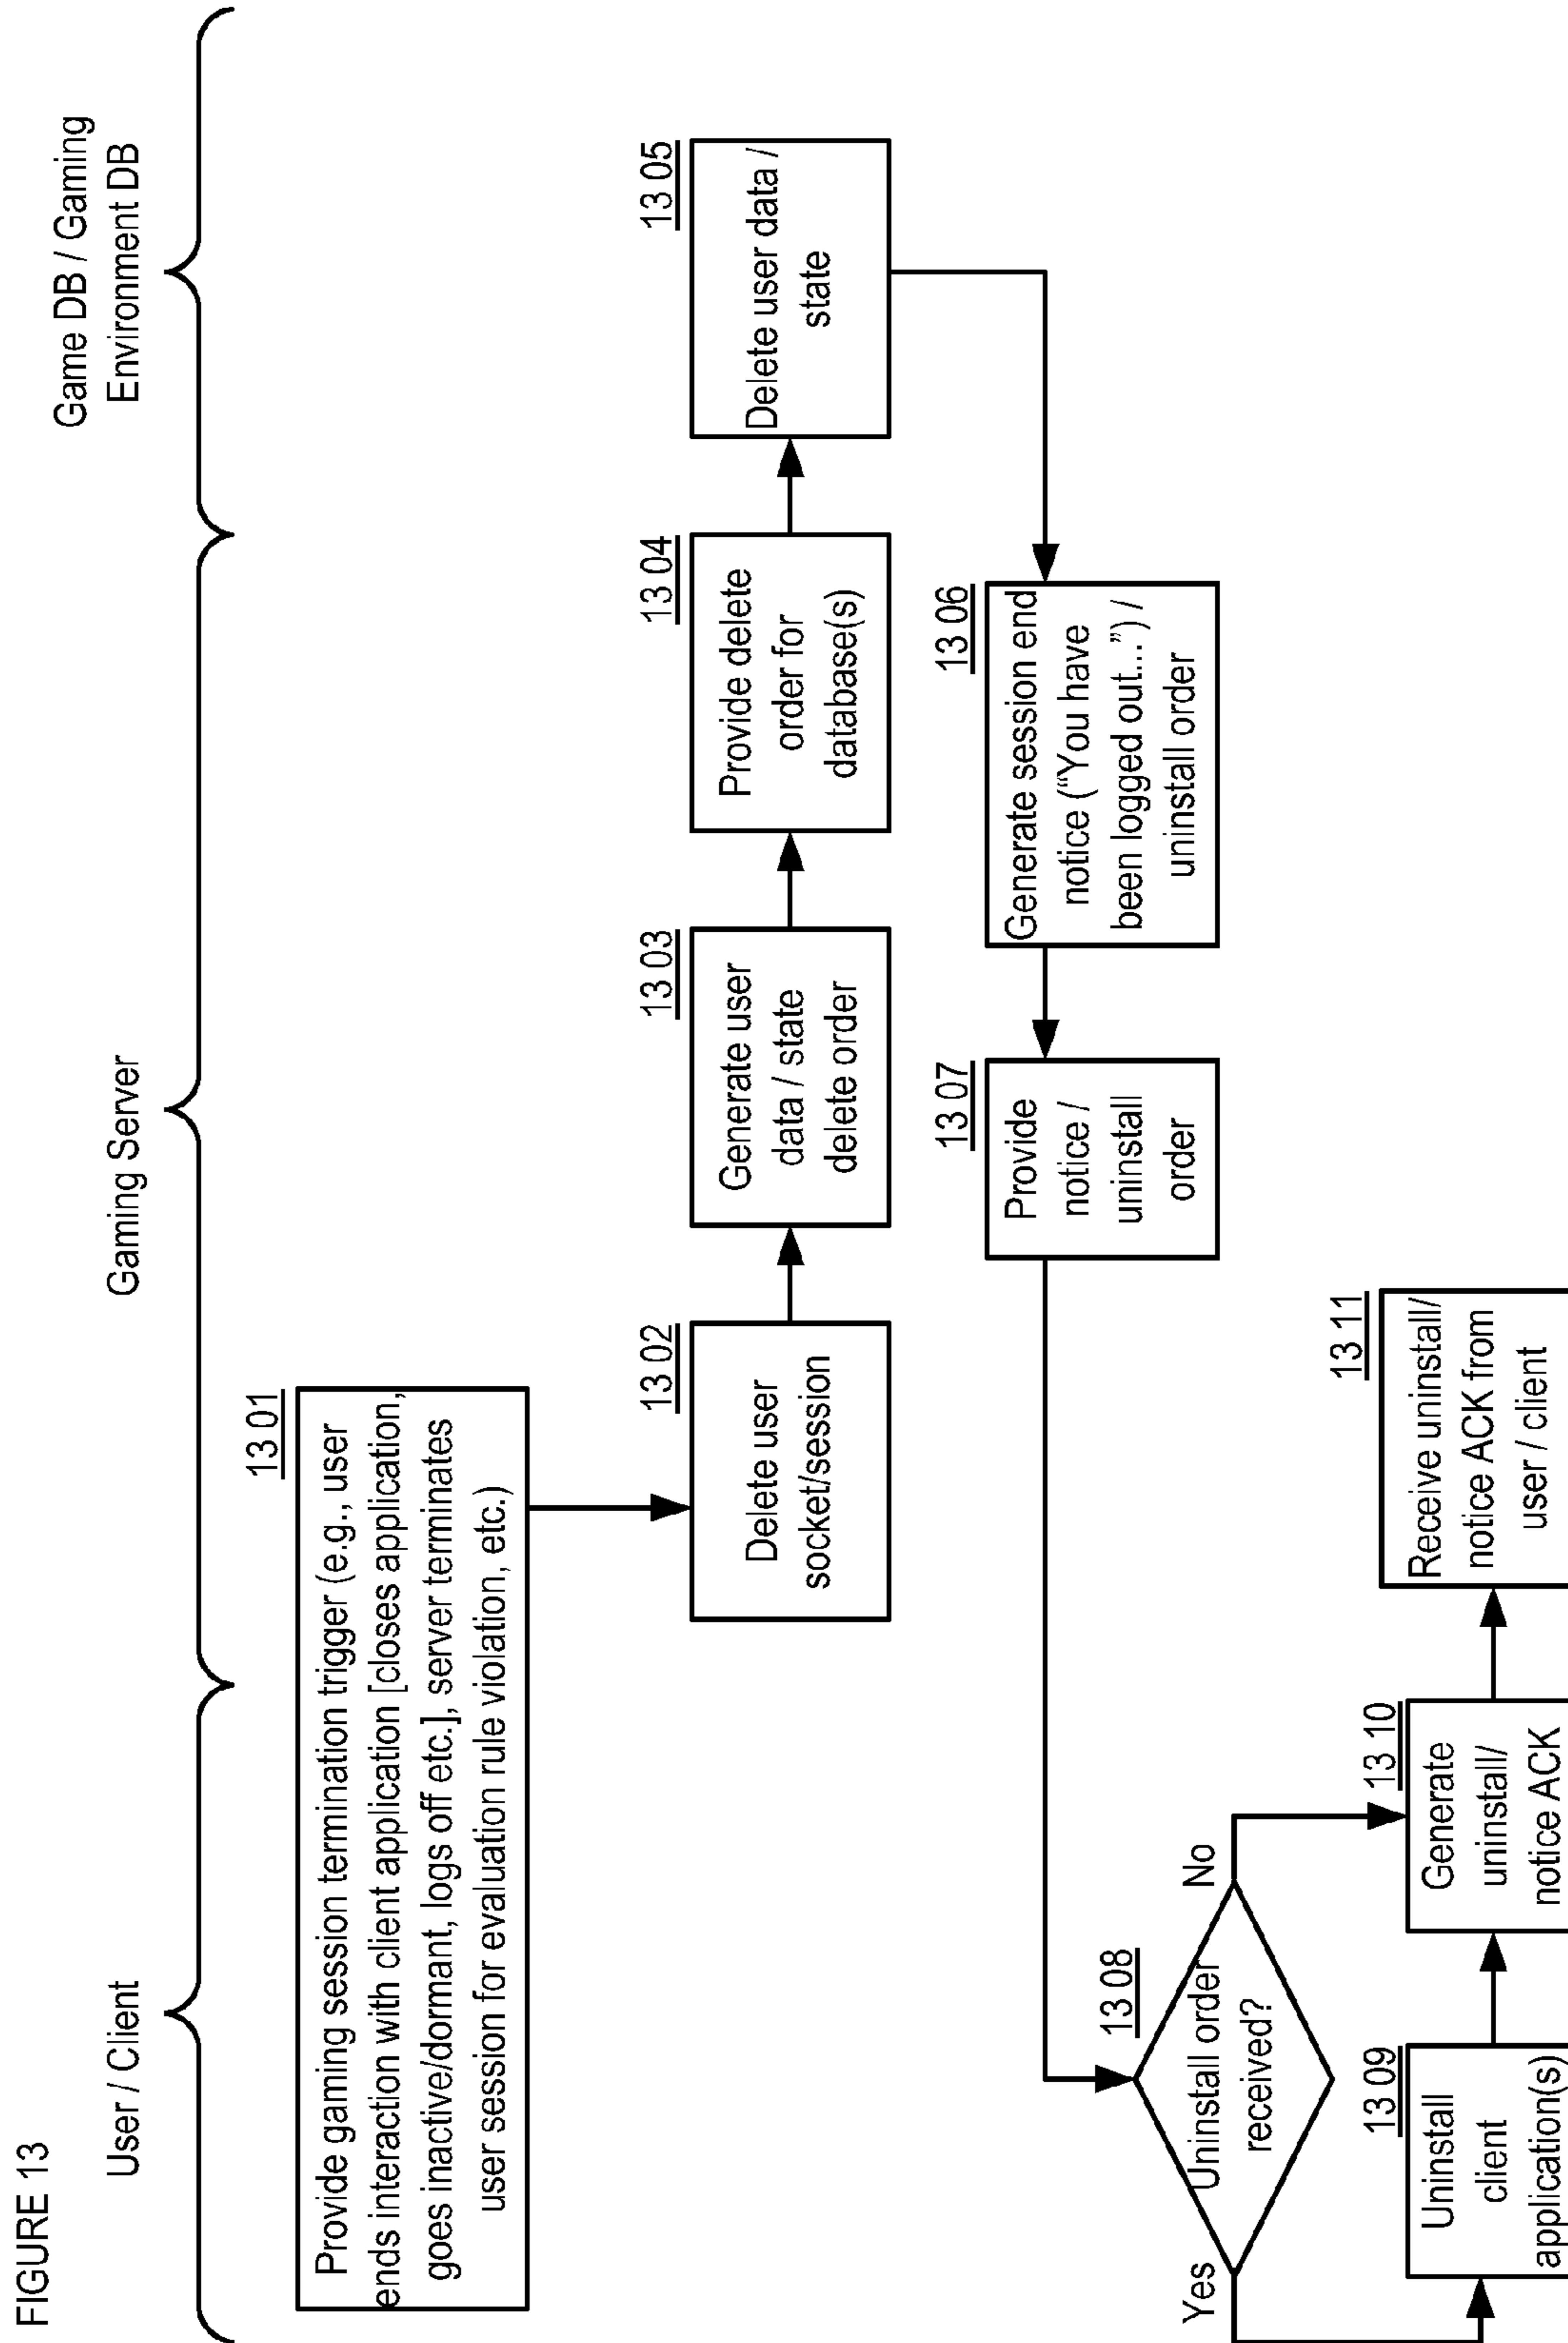 FIGURE 13
User / Client
Gaming Server
Game DB / Gaming
Environment DB
13 01
Provide gaming session termination trigger (e.g., user
ends interaction with client application [closes application,
goes inactive/dormant, logs off etc.], server terminates
user session for evaluation rule violation, etc.)
13 02
Delete user
socket/session
13 03
Generate user
data / state
delete order
13 04
Provide delete
order for
database(s)
13 05
Delete user data /
state
13 06
Generate session end
notice (“You have
been logged out...”) /
uninstall order
13 07
Provide
notice /
uninstall
order
13 08
Uninstall order
received?
Yes
No
13 09
Uninstall
client
application(s)
13 10
Generate
uninstall/
notice ACK
13 11
Receive uninstall/
notice ACK from
user / client